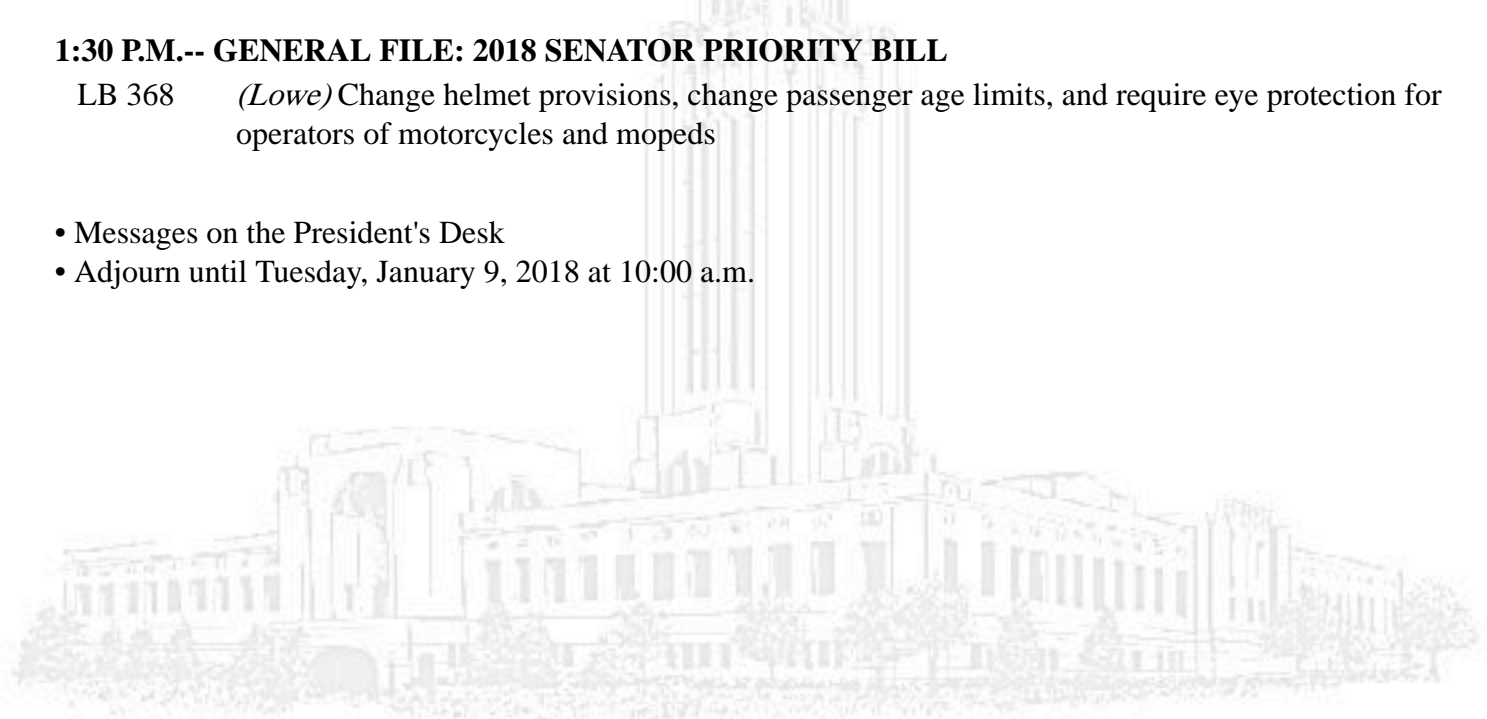 1:30 P.M.-- GENERAL FILE: 2018 SENATOR PRIORITY BILL
LB 368 (Lowe) Change helmet provisions, change passenger age limits, and require eye protection for
operators of motorcycles and mopeds
• Messages on the President's Desk
• Adjourn until Tuesday, January 9, 2018 at 10:00 a.m.